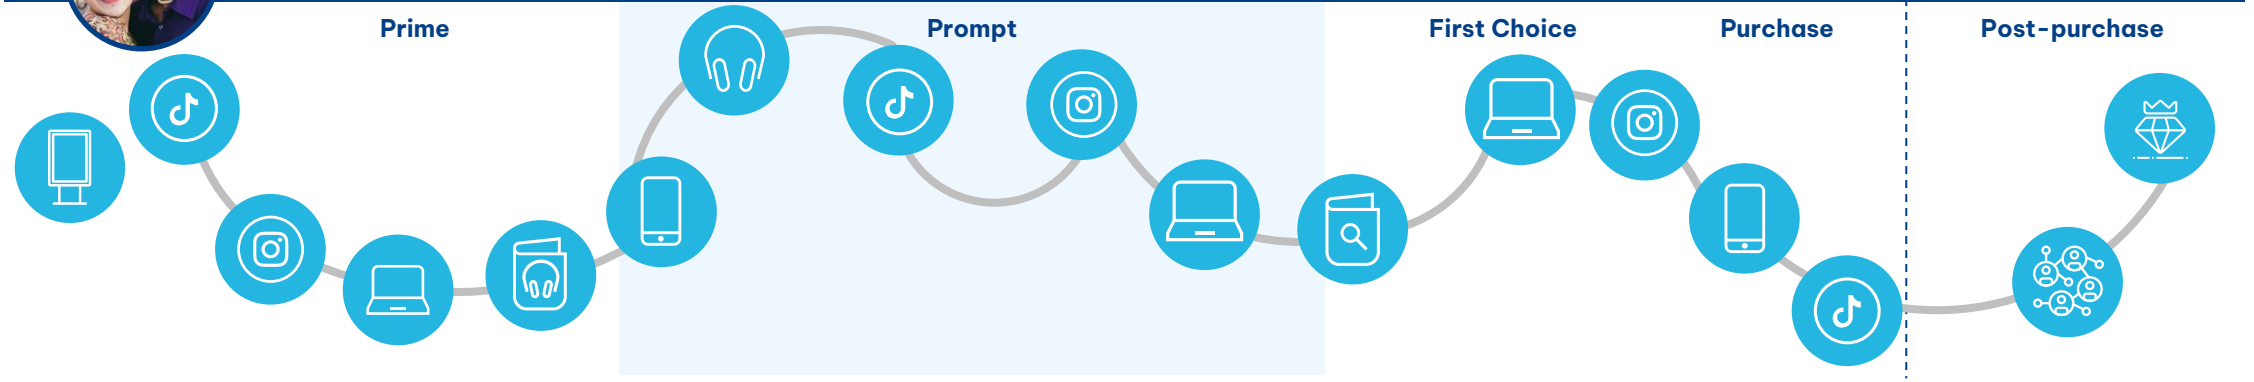 Prime
Prompt
First Choice
Purchase
Post-purchase